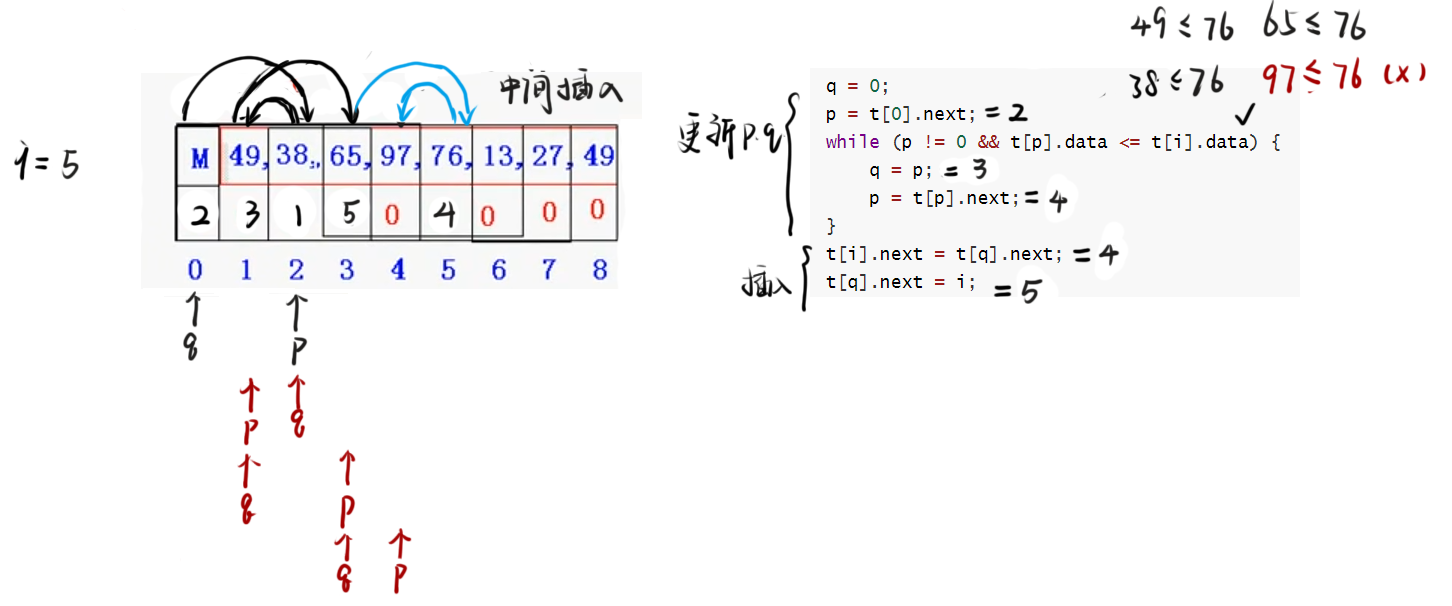 49 ≤ 76 65 ≤ 76
38 ≤ 76 97 ≤ 76 (x)
✓
中间插入
i = 5
M 49, 38, 65, 97, 76, 13, 27, 49
2 3 1 5 0 4 0 0 0
0 1 2 3 4 5 6 7 8
q p
p q
q p
q p
更新p.q
q = 0;
p = t[0].next; = 2
while (p != 0 && t[p].data <= t[i].data) {
q = p; = 3
p = t[p].next; = 4
}
插入
t[i].next = t[q].next; = 4
t[q].next = i; = 5